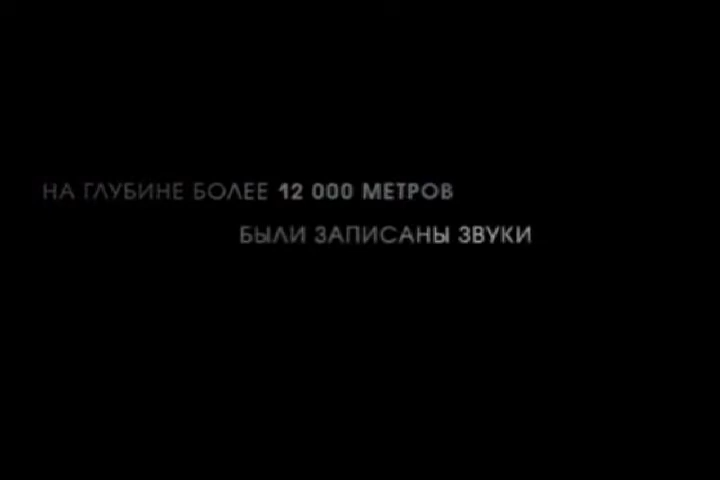 НА ГЛУБИНЕ БОЛЕЕ 12 000 МЕТРОВ
БЫЛИ ЗАПИСАНЫ ЗВУКИ